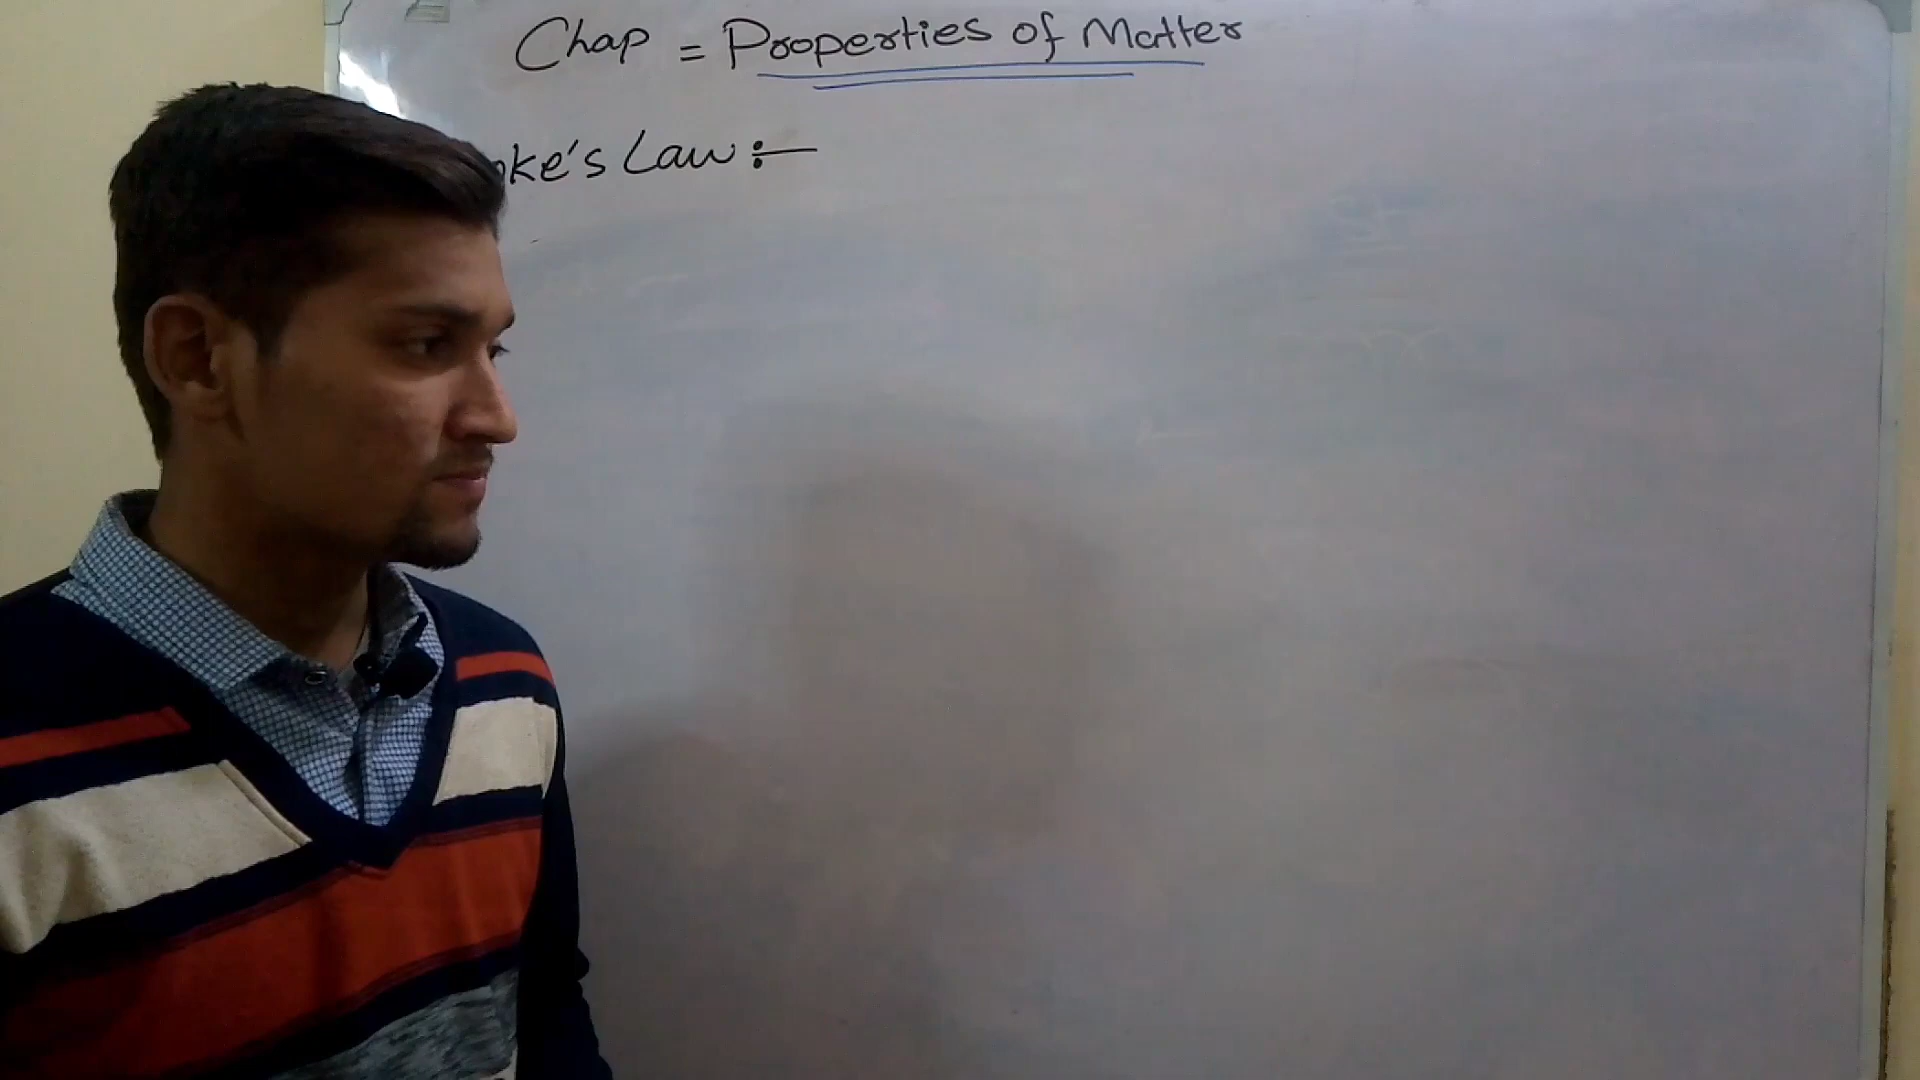 Chap = Properties of Matter
oke's Law :—